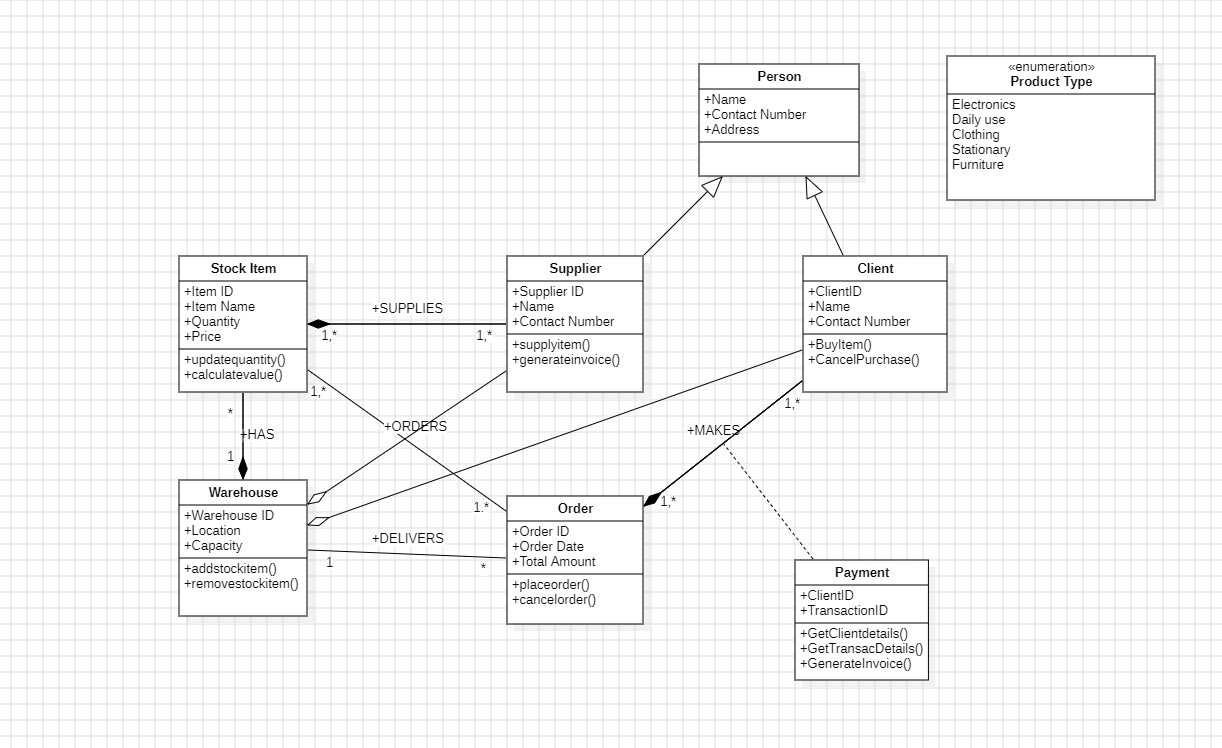 Person
+Name
+Contact Number
+Address
«enumeration»
Product Type
Electronics
Daily use
Clothing
Stationary
Furniture
Stock Item
+Item ID
+Item Name
+Quantity
+Price
+updatequantity()
+calculatevalue()
+SUPPLIES
1,*
1,*
Supplier
+Supplier ID
+Name
+Contact Number
+supplyitem()
+generateinvoice()
Client
+ClientID
+Name
+Contact Number
+BuyItem()
+CancelPurchase()
1,*
+ORDERS
1.*
*
+HAS
1
1,*
+MAKES
1,*
Warehouse
+Warehouse ID
+Location
+Capacity
+addstockitem()
+removestockitem()
+DELIVERS
1
*
Order
+Order ID
+Order Date
+Total Amount
+placeorder()
+cancelorder()
Payment
+ClientID
+TransactionID
+GetClientdetails()
+GetTransacDetails()
+GenerateInvoice()